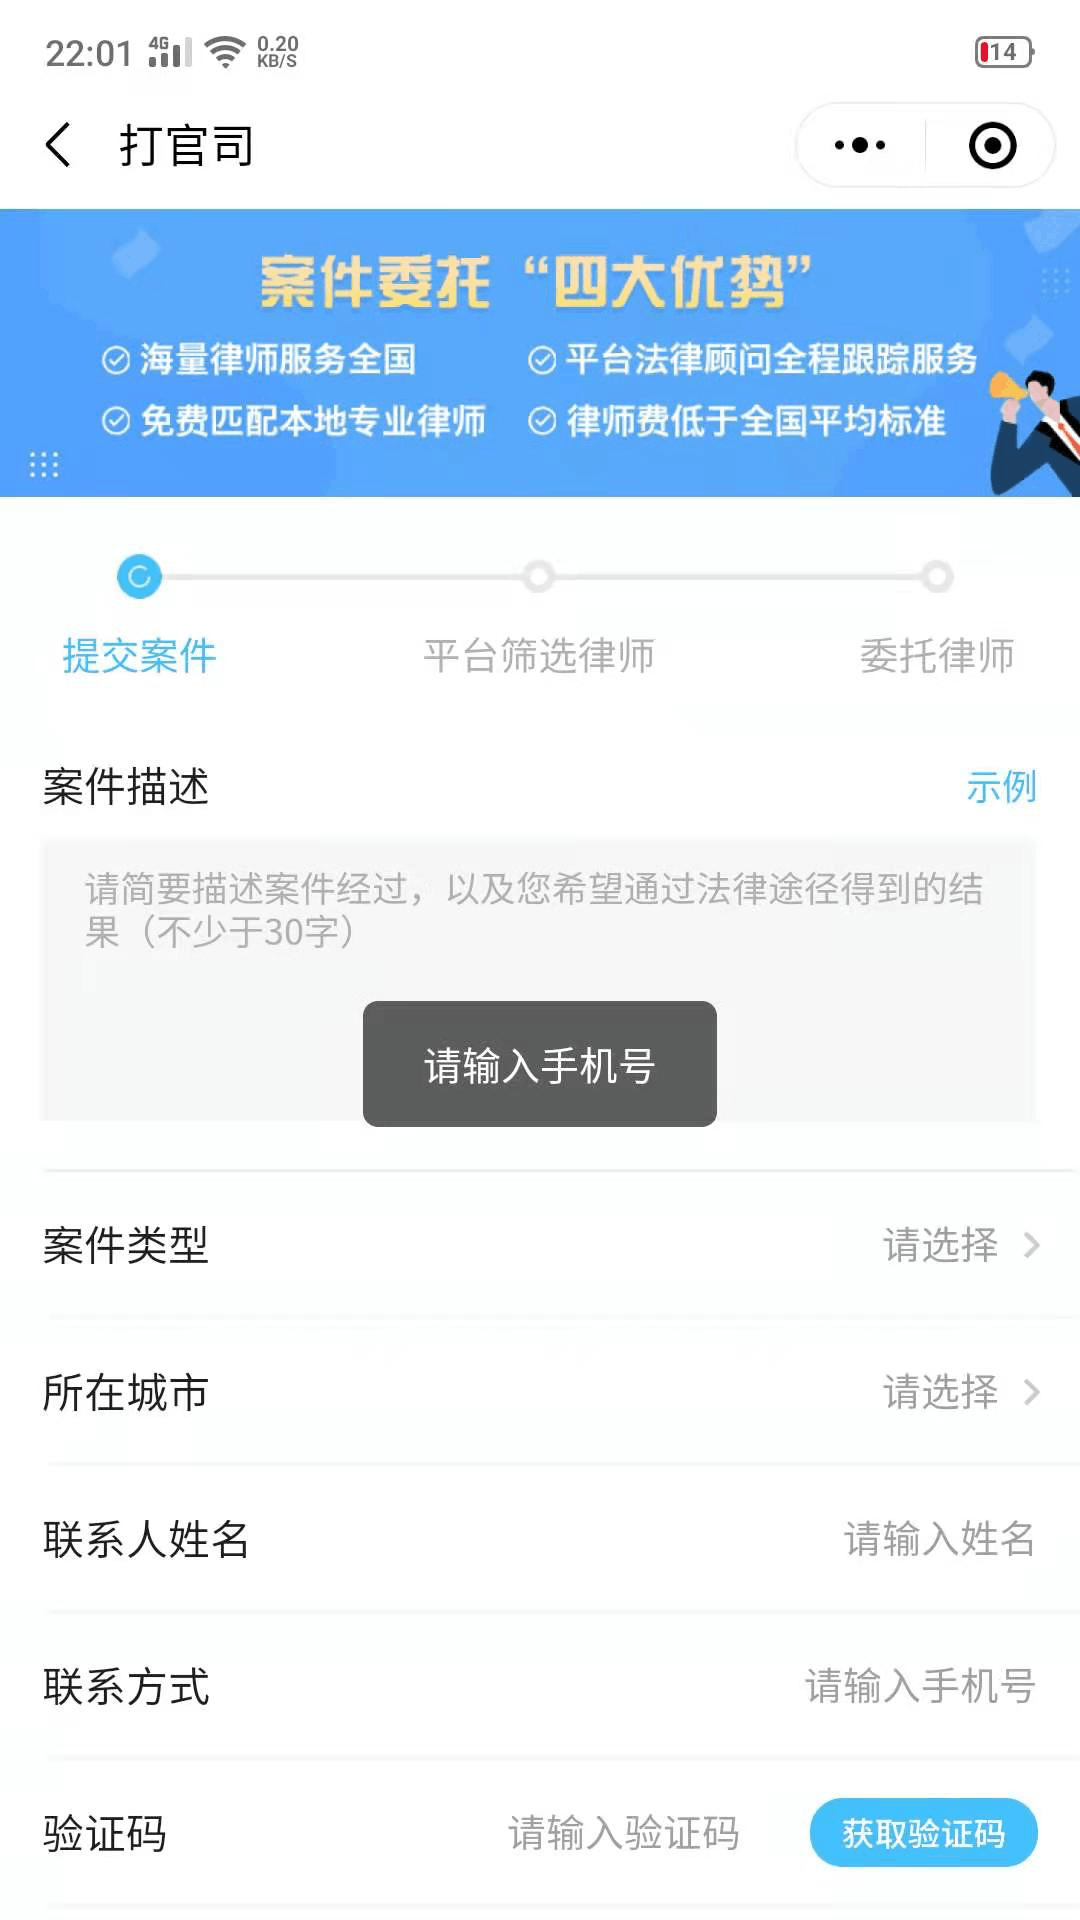 22:01 4G 0.20 KB/S 14
打官司
案件委托“四大优势”
海量律师服务全国 平台法律顾问全程跟踪服务
免费匹配本地专业律师 律师费低于全国平均标准
提交案件 平台筛选律师 委托律师
案件描述 示例
请简要描述案件经过，以及您希望通过法律途径得到的结
果（不少于30字）
请输入手机号
案件类型 请选择
所在城市 请选择
联系人姓名 请输入姓名
联系方式 请输入手机号
验证码 请输入验证码 获取验证码